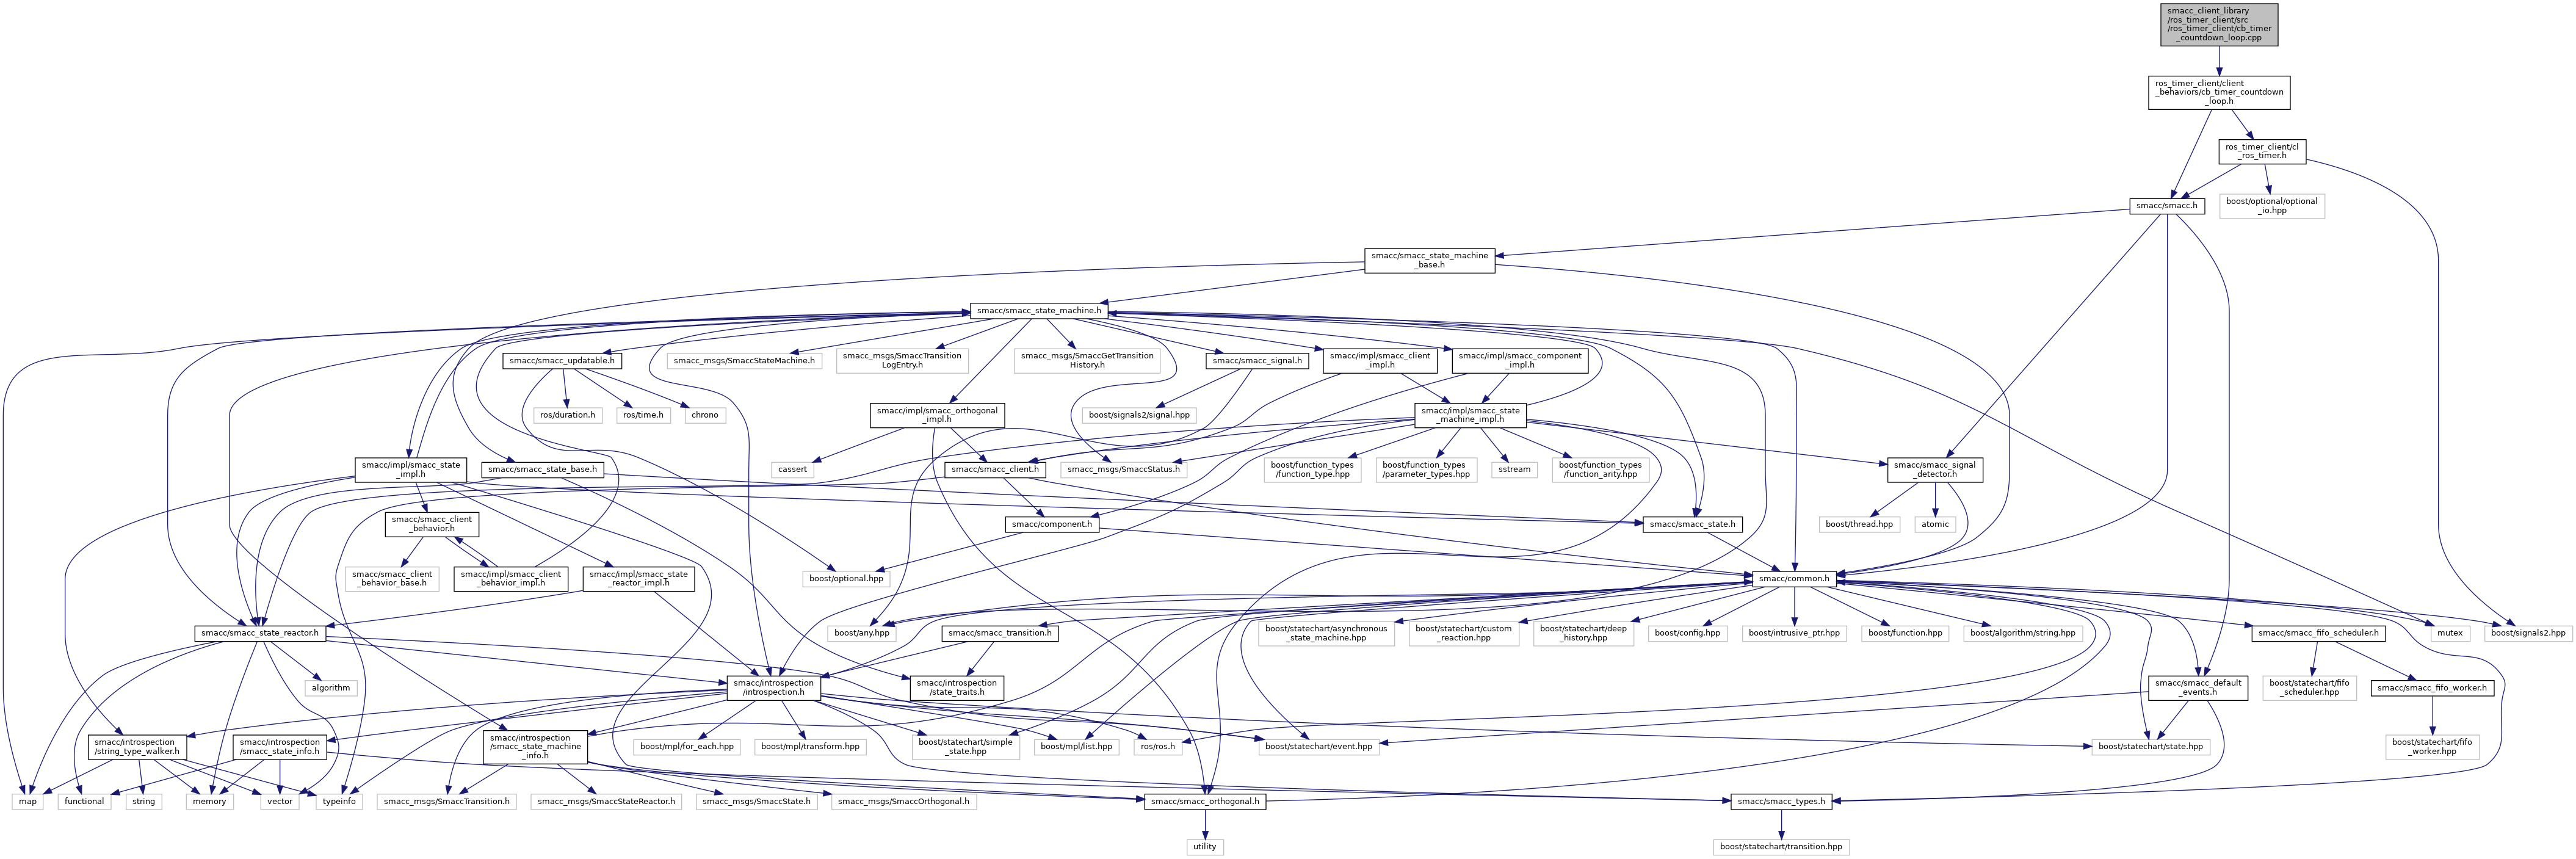 smacc_client_library
/ros_timer_client/src
/ros_timer_client/cb_timer
_countdown_loop.cpp
ros_timer_client/client
_behaviors/cb_timer_countdown
_loop.h
ros_timer_client/cl
_ros_timer.h
smacc/smacc.h
boost/optional/optional
_io.hpp
smacc/smacc_state_machine
_base.h
smacc/smacc_state_machine.h
smacc/smacc_updatable.h
smacc_msgs/SmaccStateMachine.h
smacc_msgs/SmaccTransition
LogEntry.h
smacc_msgs/SmaccGetTransition
History.h
smacc/smacc_signal.h
smacc/impl/smacc_client
_impl.h
smacc/impl/smacc_component
_impl.h
ros/duration.h
ros/time.h
chrono
smacc/impl/smacc_orthogonal
_impl.h
boost/signals2/signal.hpp
smacc/impl/smacc_state
_machine_impl.h
smacc/impl/smacc_state
_impl.h
smacc/smacc_state_base.h
cassert
smacc/smacc_client.h
smacc_msgs/SmaccStatus.h
boost/function_types
/function_type.hpp
boost/function_types
/parameter_types.hpp
sstream
boost/function_types
/function_arity.hpp
smacc/smacc_signal
_detector.h
smacc/smacc_client
_behavior.h
smacc/component.h
smacc/smacc_state.h
boost/thread.hpp
atomic
smacc/smacc_client
_behavior_base.h
smacc/impl/smacc_client
_behavior_impl.h
smacc/impl/smacc_state
_reactor_impl.h
boost/optional.hpp
smacc/common.h
smacc/smacc_state_reactor.h
boost/any.hpp
smacc/smacc_transition.h
boost/statechart/asynchronous
_state_machine.hpp
boost/statechart/custom
_reaction.hpp
boost/statechart/deep
_history.hpp
boost/config.hpp
boost/intrusive_ptr.hpp
boost/function.hpp
boost/algorithm/string.hpp
smacc/smacc_fifo_scheduler.h
mutex
boost/signals2.hpp
algorithm
smacc/introspection
/introspection.h
smacc/introspection
/state_traits.h
smacc/smacc_default
_events.h
boost/statechart/fifo
_scheduler.hpp
smacc/smacc_fifo_worker.h
smacc/introspection
/string_type_walker.h
smacc/introspection
/smacc_state_info.h
smacc/introspection
/smacc_state_machine
_info.h
boost/mpl/for_each.hpp
boost/mpl/transform.hpp
boost/statechart/simple
_state.hpp
boost/mpl/list.hpp
ros/ros.h
boost/statechart/event.hpp
boost/statechart/state.hpp
boost/statechart/fifo
_worker.hpp
map
functional
string
memory
vector
typeinfo
smacc_msgs/SmaccTransition.h
smacc_msgs/SmaccStateReactor.h
smacc_msgs/SmaccState.h
smacc_msgs/SmaccOrthogonal.h
smacc/smacc_orthogonal.h
smacc/smacc_types.h
utility
boost/statechart/transition.hpp